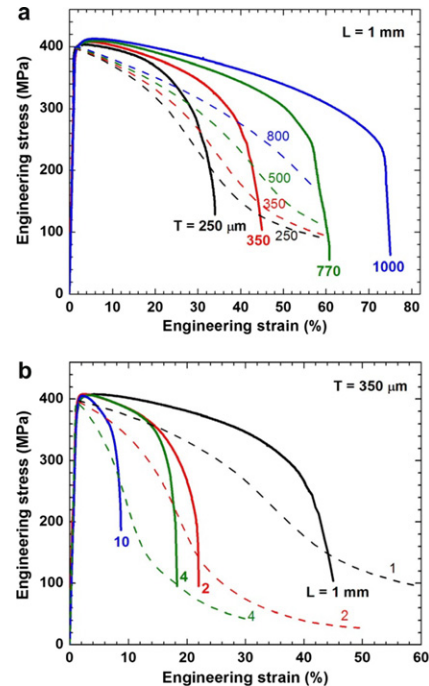 a
L = 1 mm
400
300
200
100
0
Engineering stress (MPa)
800
500
350
250
T = 250 μm
350
770
1000
0 10 20 30 40 50 60 70 80
Engineering strain (%)
b
T = 350 μm
400
300
200
100
0
Engineering stress (MPa)
10
4
2
L = 1 mm
1
2
4
0 10 20 30 40 50 60
Engineering strain (%)